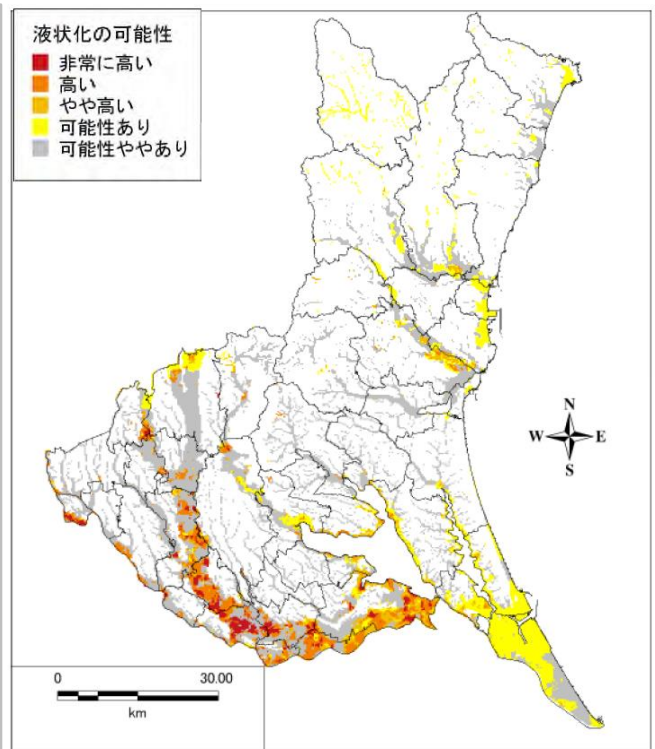 液状化の可能性
非常に高い
高い
やや高い
可能性あり
可能性ややあり
N
W E
S
0 30.00
km